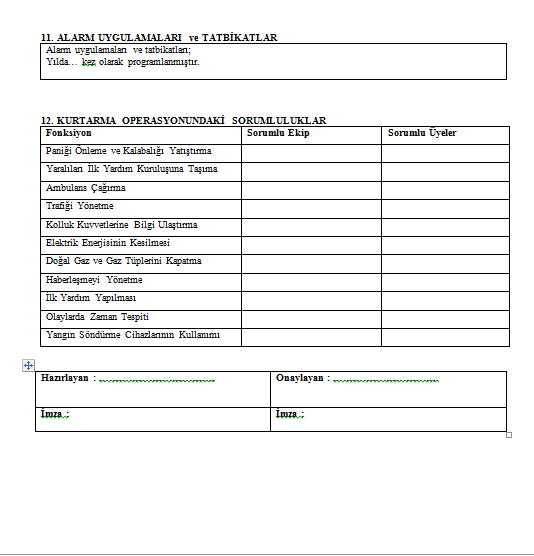 11. ALARM UYGULAMALARI ve TATBİKATLAR
Alarm uygulamaları ve tatbikatları;
Yılda... kez olarak programlanmıştır.
12. KURTARMA OPERASYONUNDAKİ SORUMLULUKLAR
Fonksiyon Sorumlu Ekip Sorumlu Üyeler
Paniği Önleme ve Kalabalığı Yatıştırma
Yaralıları İlk Yardım Kuruluşuna Taşıma
Ambulans Çağırma
Trafiği Yönetme
Kolluk Kuvvetlerine Bilgi Ulaştırma
Elektrik Enerjisinin Kesilmesi
Doğal Gaz ve Gaz Tüplerini Kapatma
Haberleşmeyi Yönetme
İlk Yardım Yapılması
Olaylarda Zaman Tespiti
Yangın Söndürme Cihazlarının Kullanımı
Hazırlayan : Onaylayan :
İmza : İmza :